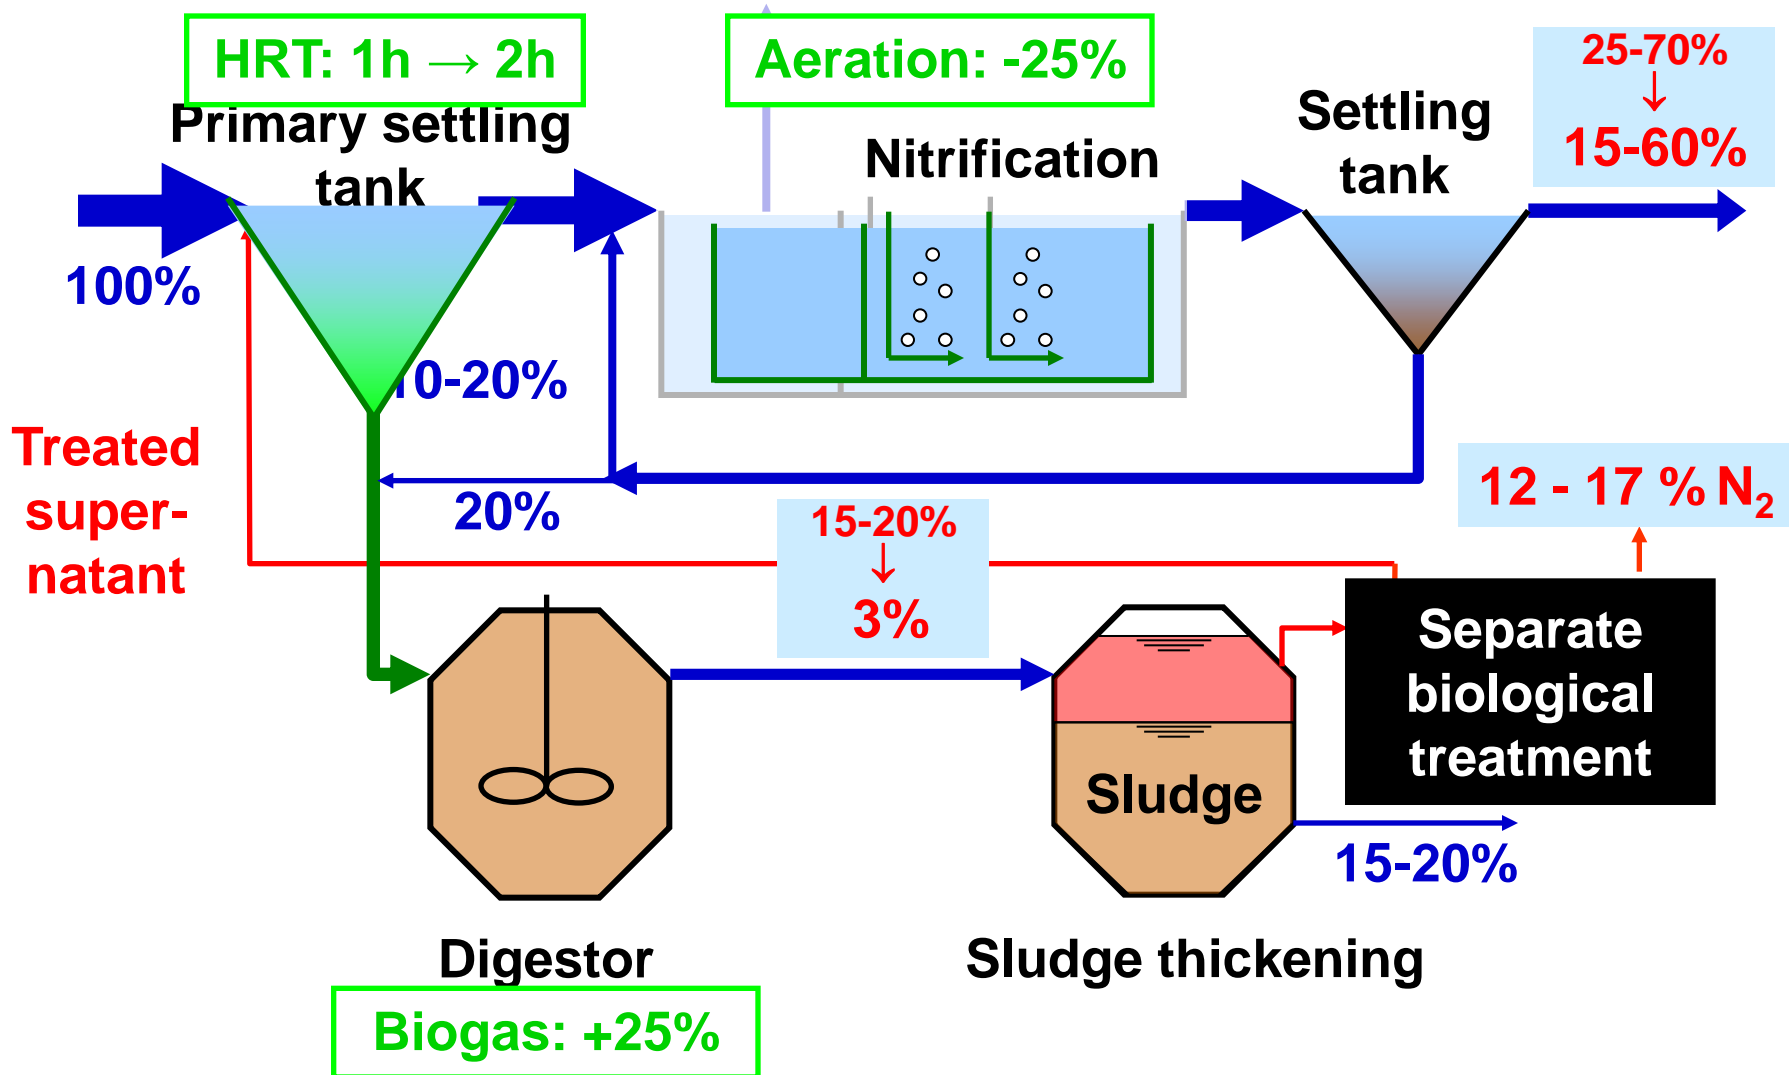 HRT: 1h → 2h
Aeration: -25%
25-70%
↓
15-60%
Primary settling
tank
Nitrification
Settling
tank
100%
10-20%
Treated
super-
natant
20%
15-20%
↓
3%
12 - 17 % N₂
Separate
biological
treatment
Sludge
15-20%
Digestor
Sludge thickening
Biogas: +25%